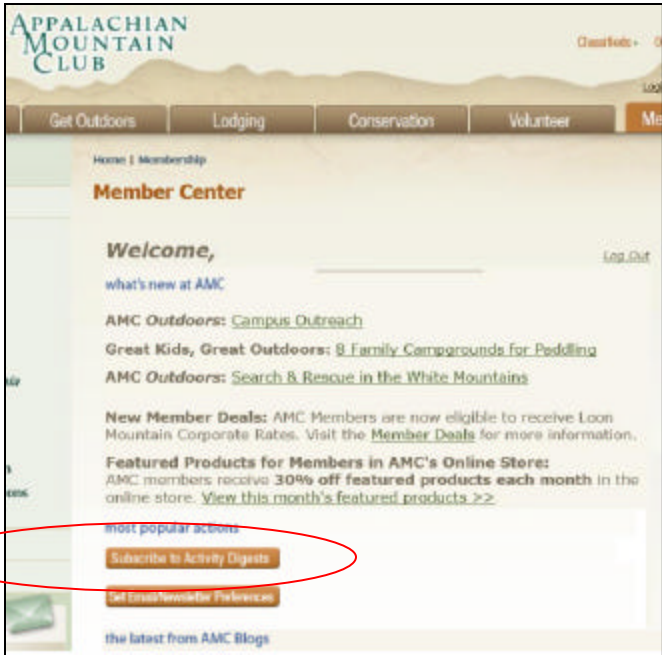 APPALACHIAN
MOUNTAIN
CLUB
Classifieds
Get Outdoors Lodging Conservation Volunteer Me
Home | Membership
Member Center
Welcome,
Log Out
what's new at AMC
AMC Outdoors: Campus Outreach
Great Kids, Great Outdoors: 8 Family Campgrounds for Paddling
AMC Outdoors: Search & Rescue in the White Mountains
New Member Deals: AMC Members are now eligible to receive Loon
Mountain Corporate Rates. Visit the Member Deals for more information.
Featured Products for Members in AMC's Online Store:
AMC members receive 30% off featured products each month in the
online store. View this month's featured products >>
most popular actions
Subscribe to Activity Digests
Set Email/Newsletter Preferences
the latest from AMC Blogs